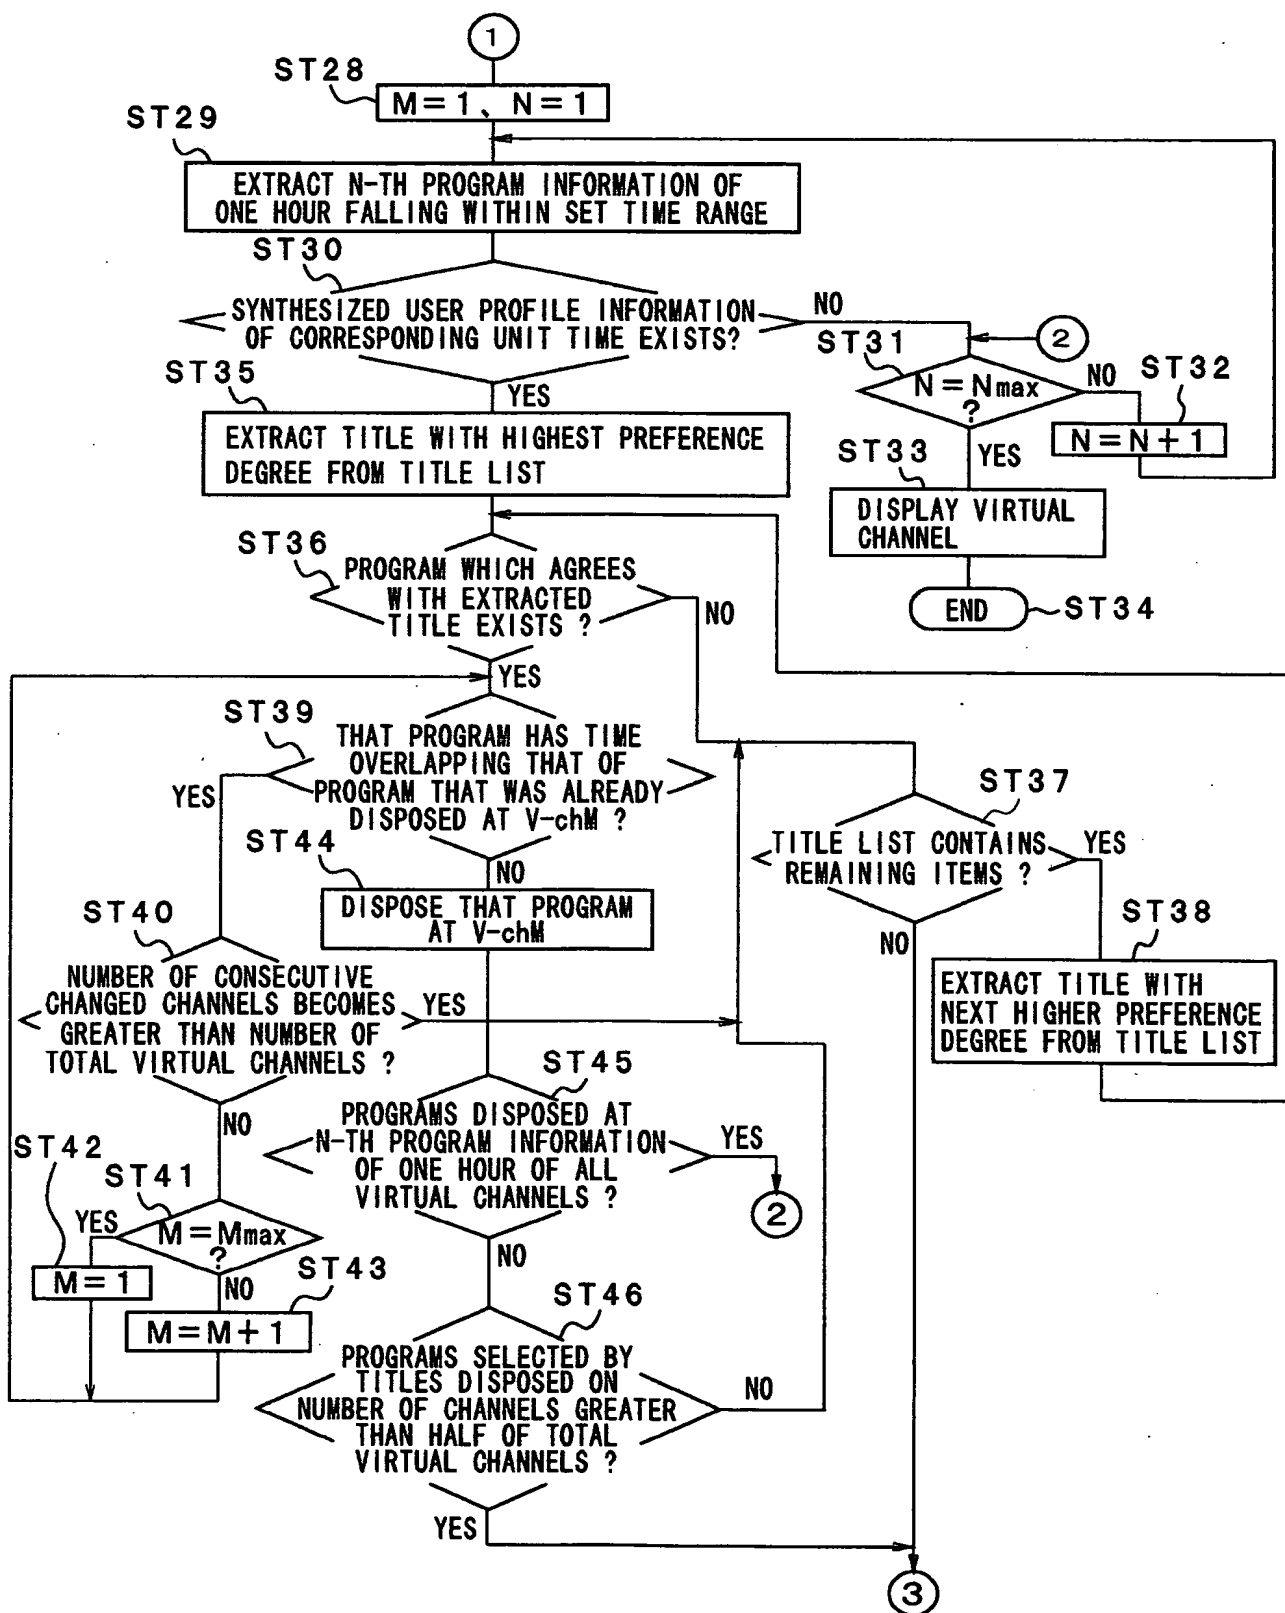 1
ST28
M=1、N=1
ST29
EXTRACT N-TH PROGRAM INFORMATION OF
ONE HOUR FALLING WITHIN SET TIME RANGE
ST30
SYNTHESIZED USER PROFILE INFORMATION
OF CORRESPONDING UNIT TIME EXISTS?
NO
YES
2
ST31
N=Nmax
?
NO
YES
ST32
N=N+1
ST33
DISPLAY VIRTUAL
CHANNEL
END
ST34
ST35
EXTRACT TITLE WITH HIGHEST PREFERENCE
DEGREE FROM TITLE LIST
ST36
PROGRAM WHICH AGREES
WITH EXTRACTED
TITLE EXISTS ?
NO
YES
ST39
THAT PROGRAM HAS TIME
OVERLAPPING THAT OF
PROGRAM THAT WAS ALREADY
DISPOSED AT V-chM ?
YES
NO
ST37
TITLE LIST CONTAINS
REMAINING ITEMS ?
YES
NO
ST38
EXTRACT TITLE WITH
NEXT HIGHER PREFERENCE
DEGREE FROM TITLE LIST
ST44
DISPOSE THAT PROGRAM
AT V-chM
ST40
NUMBER OF CONSECUTIVE
CHANGED CHANNELS BECOMES
GREATER THAN NUMBER OF
TOTAL VIRTUAL CHANNELS ?
YES
NO
ST45
PROGRAMS DISPOSED AT
N-TH PROGRAM INFORMATION
OF ONE HOUR OF ALL
VIRTUAL CHANNELS ?
YES
2
NO
ST42
ST41
YES
M=Mmax
?
M=1
NO
ST43
M=M+1
ST46
PROGRAMS SELECTED BY
TITLES DISPOSED ON
NUMBER OF CHANNELS GREATER
THAN HALF OF TOTAL
VIRTUAL CHANNELS ?
NO
YES
3